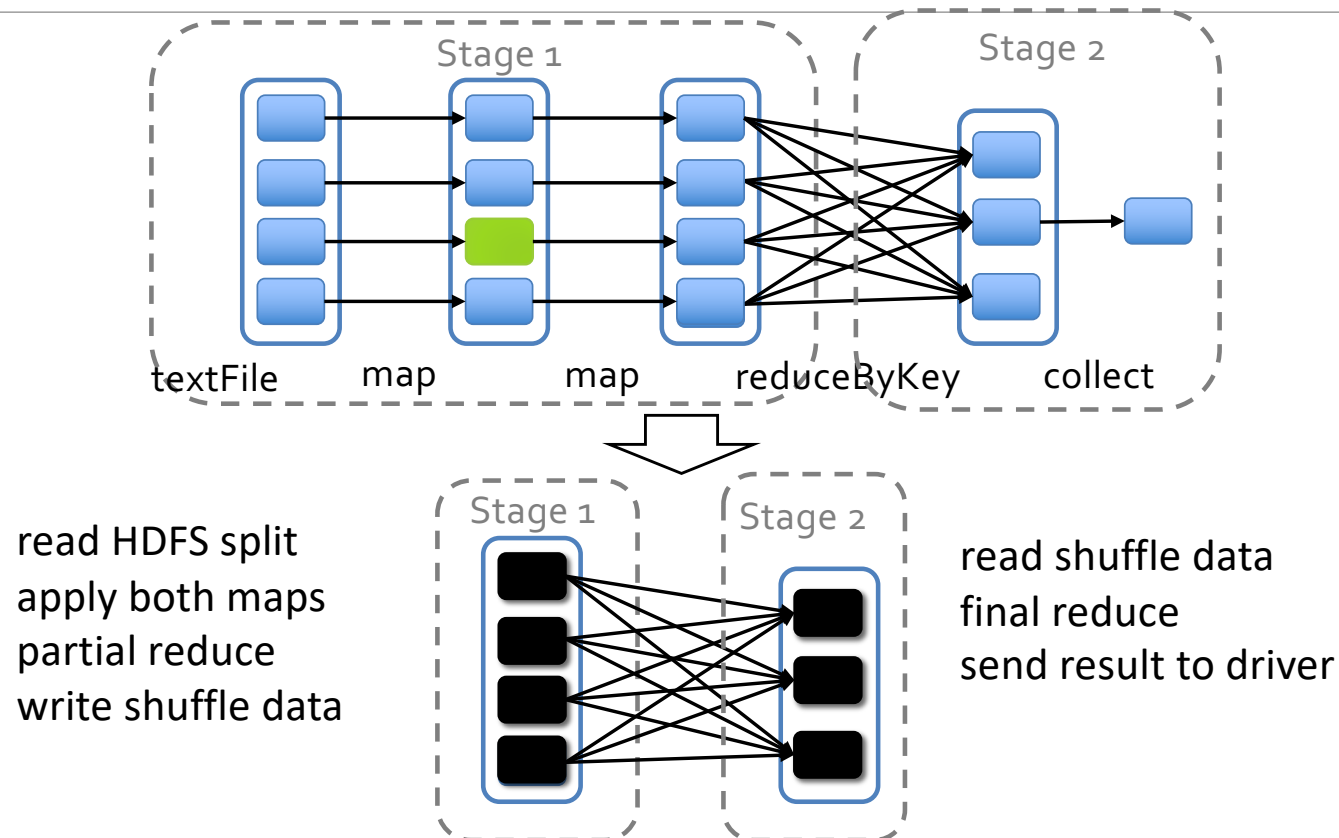 Stage 1
Stage 2
textFile map map reduceByKey collect
Stage 1
Stage 2
read HDFS split
apply both maps
partial reduce
write shuffle data
read shuffle data
final reduce
send result to driver